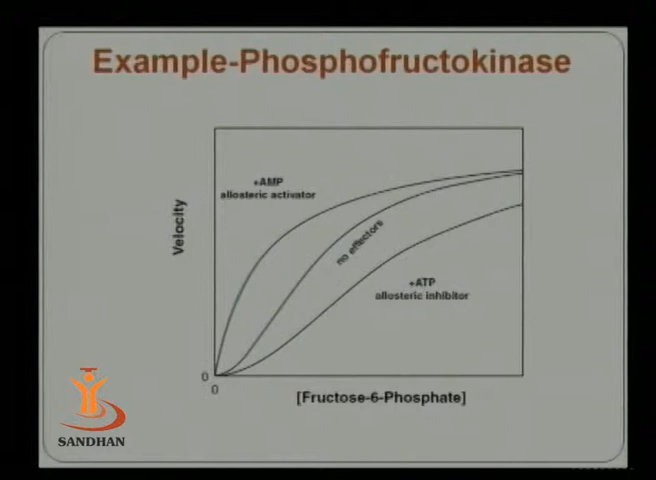 Example-Phosphofructokinase
+AMP
allosteric activator
Velocity
no effectors
+ATP
allosteric inhibitor
0
0
[Fructose-6-Phosphate]
SANDHAN